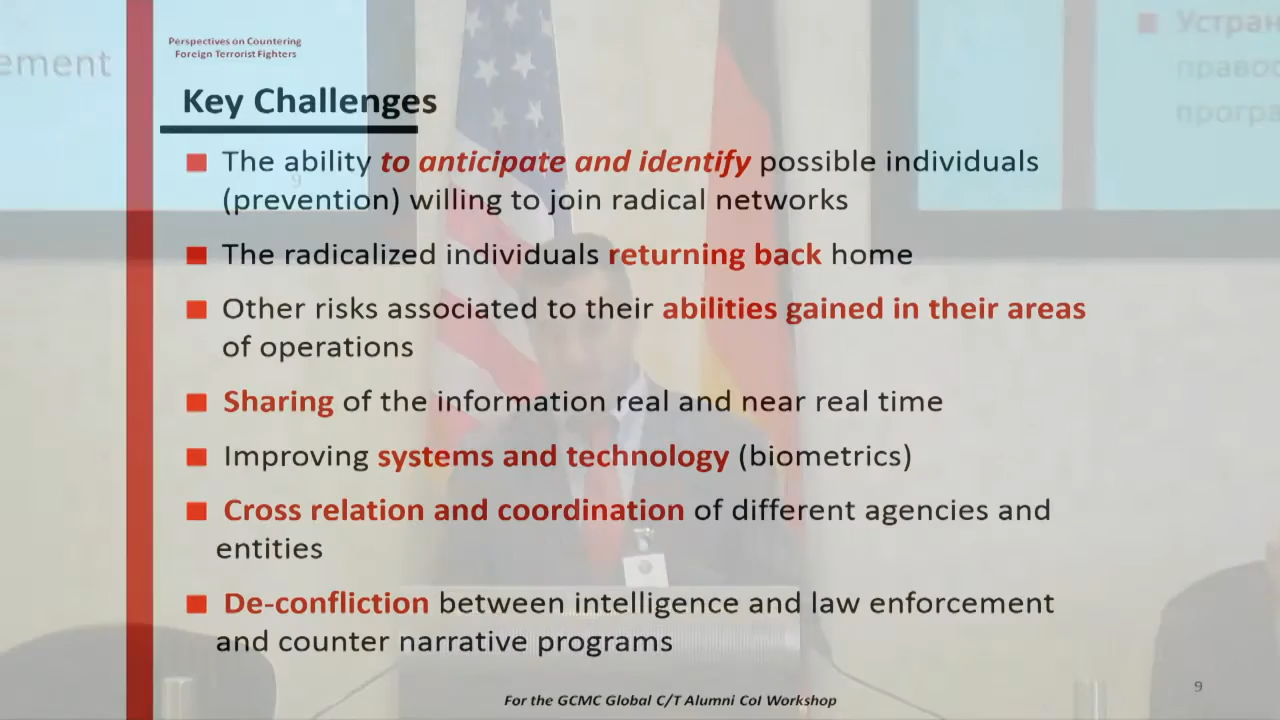 Perspectives on Countering
Foreign Terrorist Fighters
ement
Key Challenges
The ability to anticipate and identify possible individuals
(prevention) willing to join radical networks
The radicalized individuals returning back home
Other risks associated to their abilities gained in their areas
of operations
Sharing of the information real and near real time
Improving systems and technology (biometrics)
Cross relation and coordination of different agencies and
entities
De-confliction between intelligence and law enforcement
and counter narrative programs
For the GCMC Global C/T Alumni CoI Workshop
9
9
Устран
правос
програ